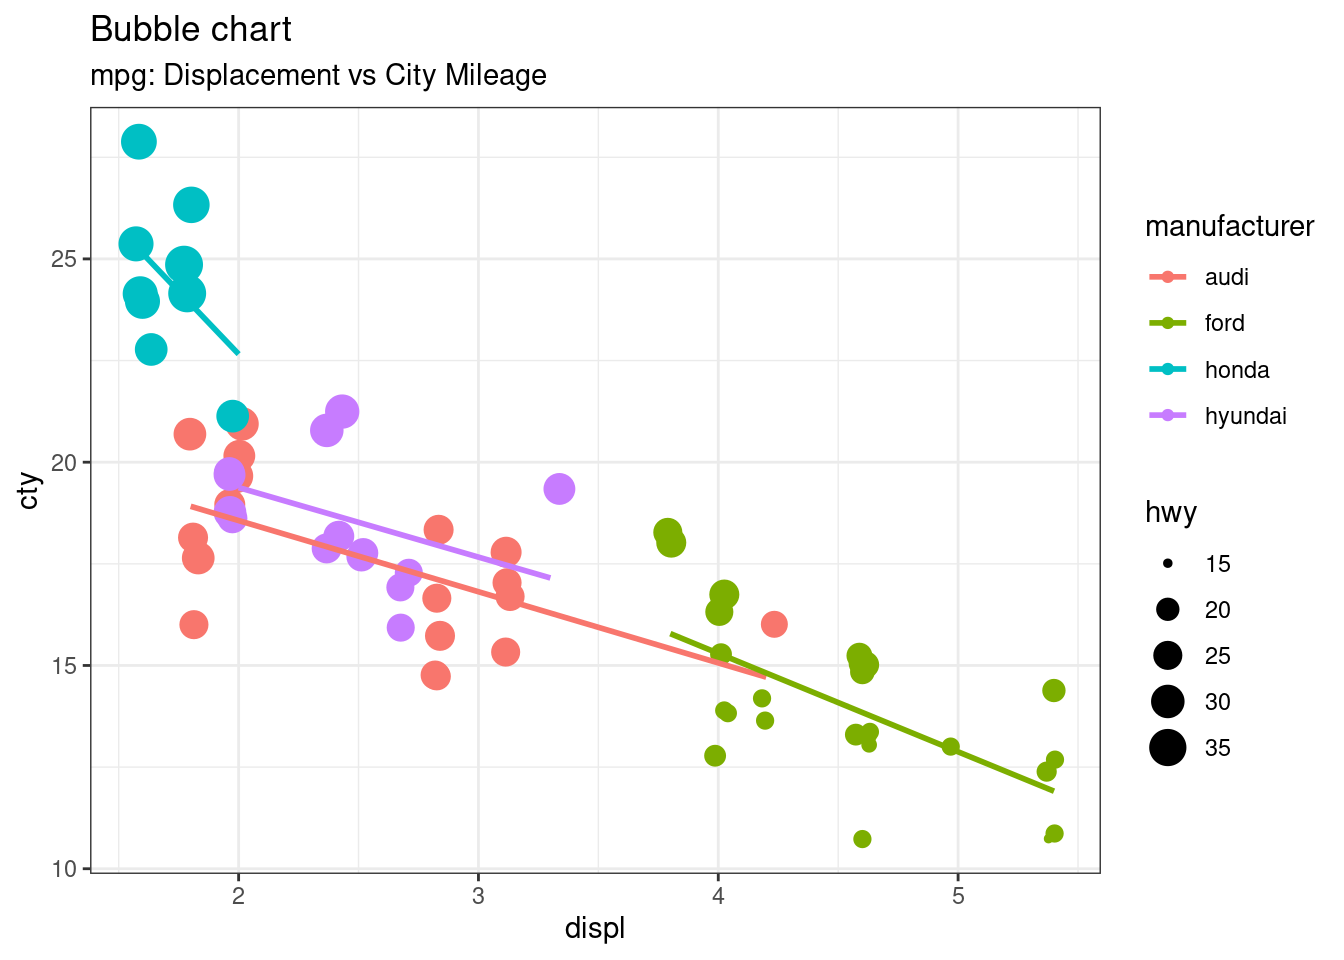 Bubble chart
mpg: Displacement vs City Mileage
cty
25
20
15
10
2
3
4
5
displ
manufacturer
audi
ford
honda
hyundai
hwy
15
20
25
30
35